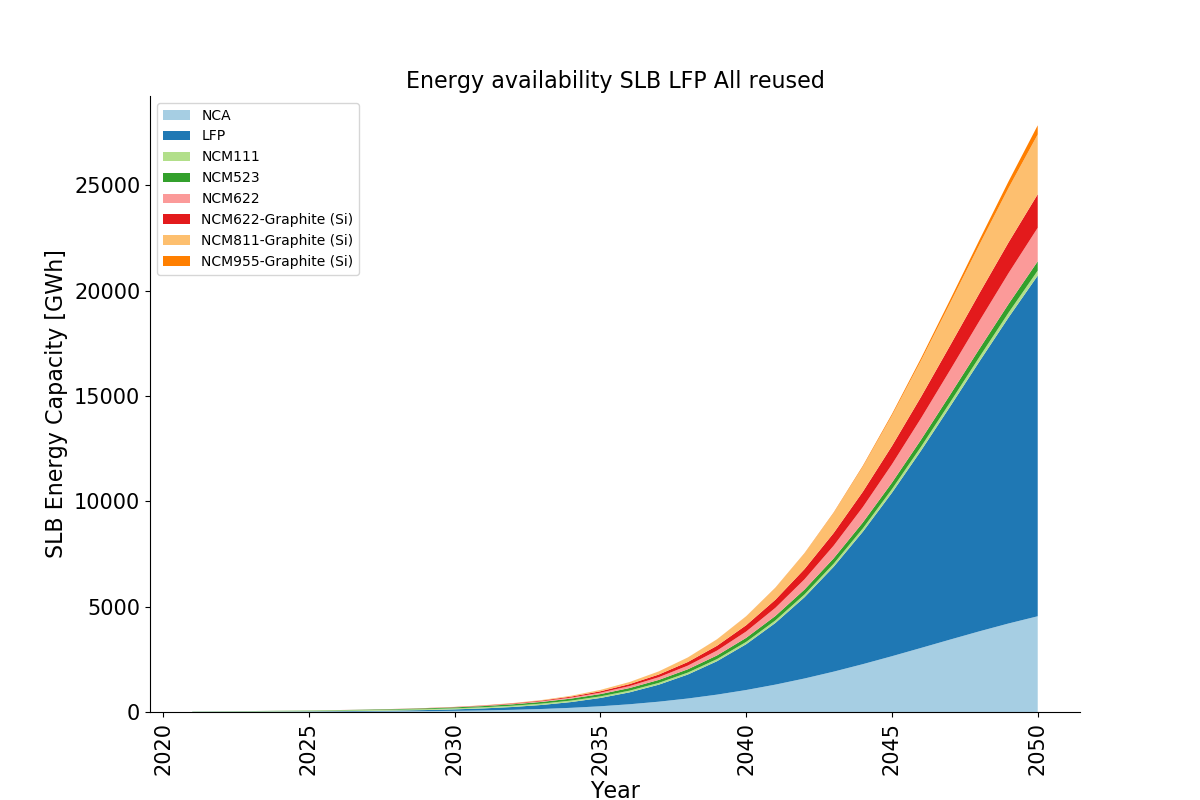 Energy availability SLB LFP All reused
NCA
LFP
NCM111
NCM523
NCM622
NCM622-Graphite (Si)
NCM811-Graphite (Si)
NCM955-Graphite (Si)
SLB Energy Capacity [GWh]
25000
20000
15000
10000
5000
0
2020
2025
2030
2035
2040
2045
2050
Year